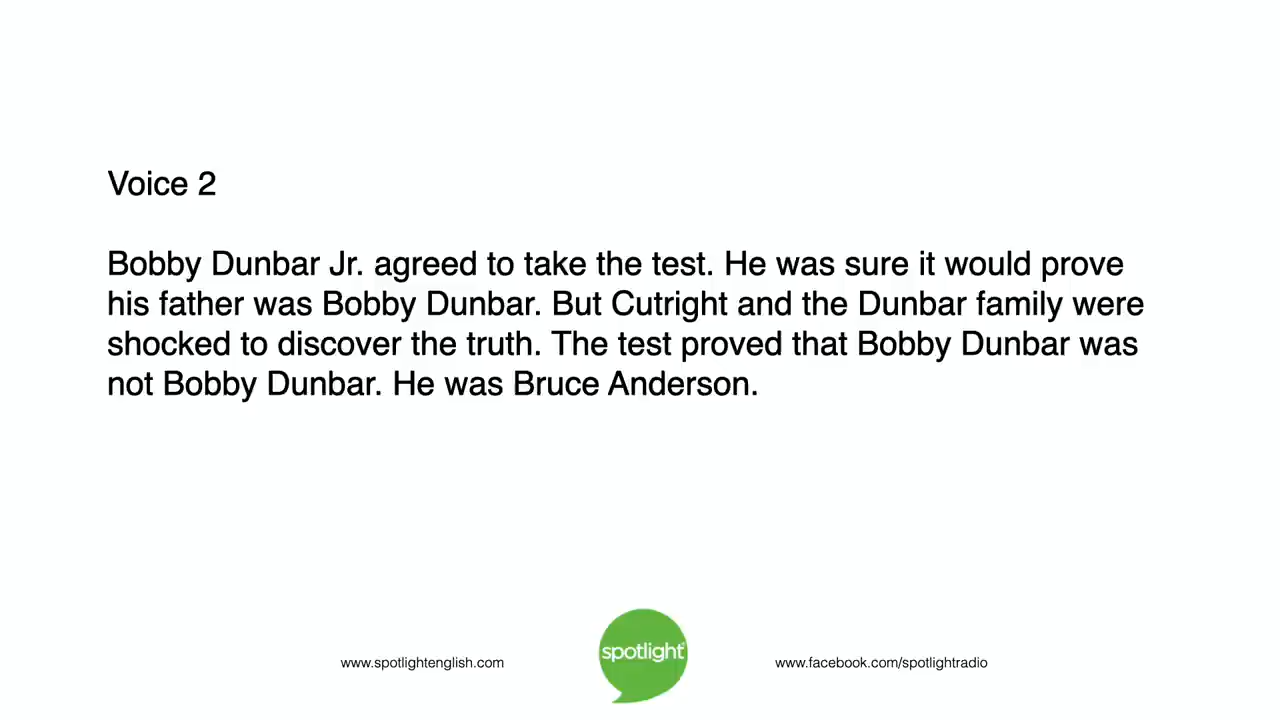 Voice 2
Bobby Dunbar Jr. agreed to take the test. He was sure it would prove
his father was Bobby Dunbar. But Cutright and the Dunbar family were
shocked to discover the truth. The test proved that Bobby Dunbar was
not Bobby Dunbar. He was Bruce Anderson.
www.spotlightenglish.com
spotlight
www.facebook.com/spotlightradio